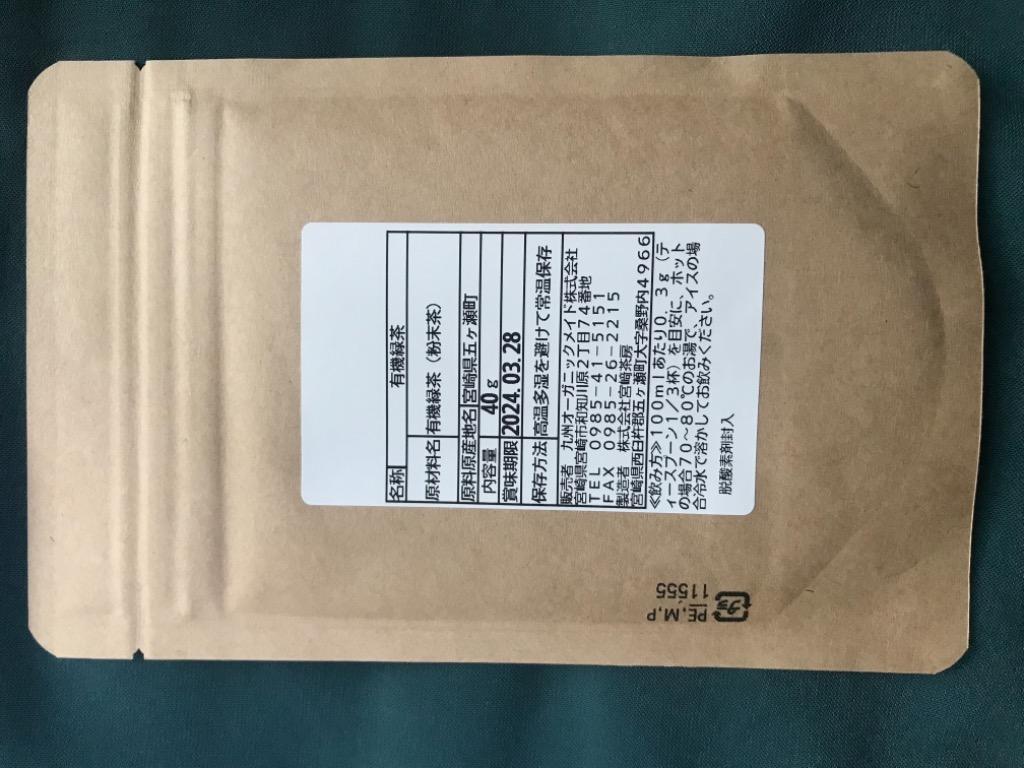 名称 有機緑茶
原材料名 有機緑茶（粉末茶）
原料原産地名 宮崎県五ヶ瀬町
内容量 40g
賞味期限 2024.03.28
保存方法 高温多湿を避けて常温保存
販売者 九州オーガニックメイド株式会社
宮崎県宮崎市和知川原2丁目74番地
TEL 0985-41-5151
FAX 0985-26-2215
製造者 株式会社宮﨑茶房
宮崎県西臼杵郡五ヶ瀬町大字桑野内4966
≪飲み方≫100mlあたり0.3g（テ
ィースプーン1/3杯）を目安に、ホット
の場合70~80℃のお湯で、アイスの場
合冷水で溶かしてお飲みください。
脱酸素剤封入
プラ
PE,M,P
11555